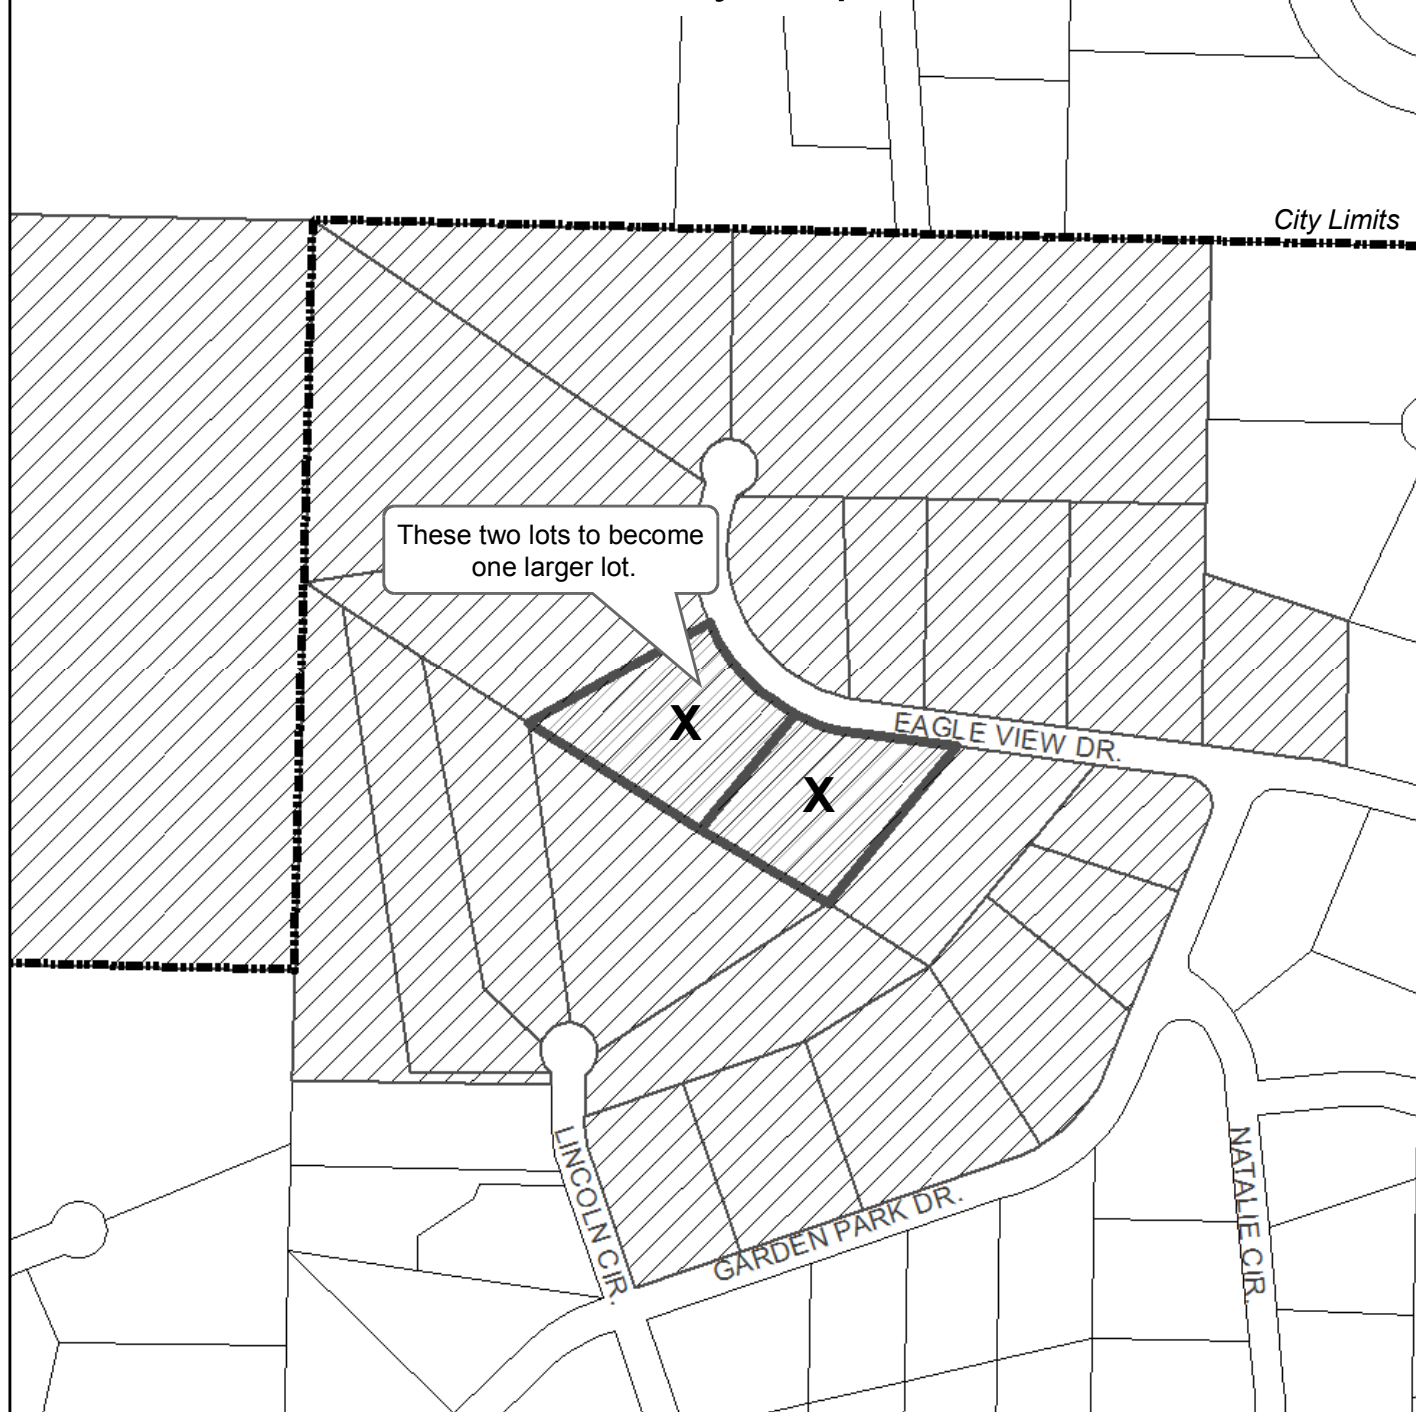 City Limits
These two lots to become
one larger lot.
X
EAGLE VIEW DR.
X
LINCOLN CIR.
GARDEN PARK DR.
NATALIE CIR.